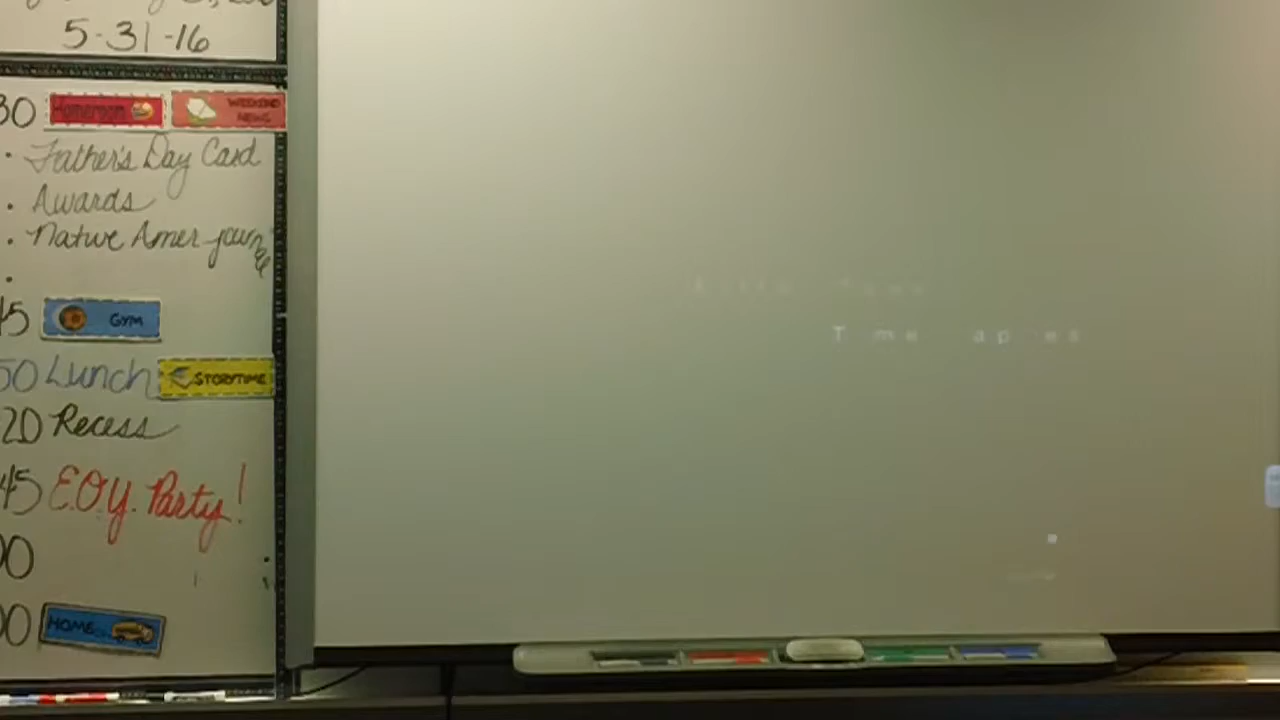 5-31-16
30 Homeroom WEEKEND NEWS
· Father's Day Card
· Awards
· Native Amer journal
45 GYM
50 Lunch STORYTIME
20 Recess
45 E.O.Y. Party!
00
00 HOME